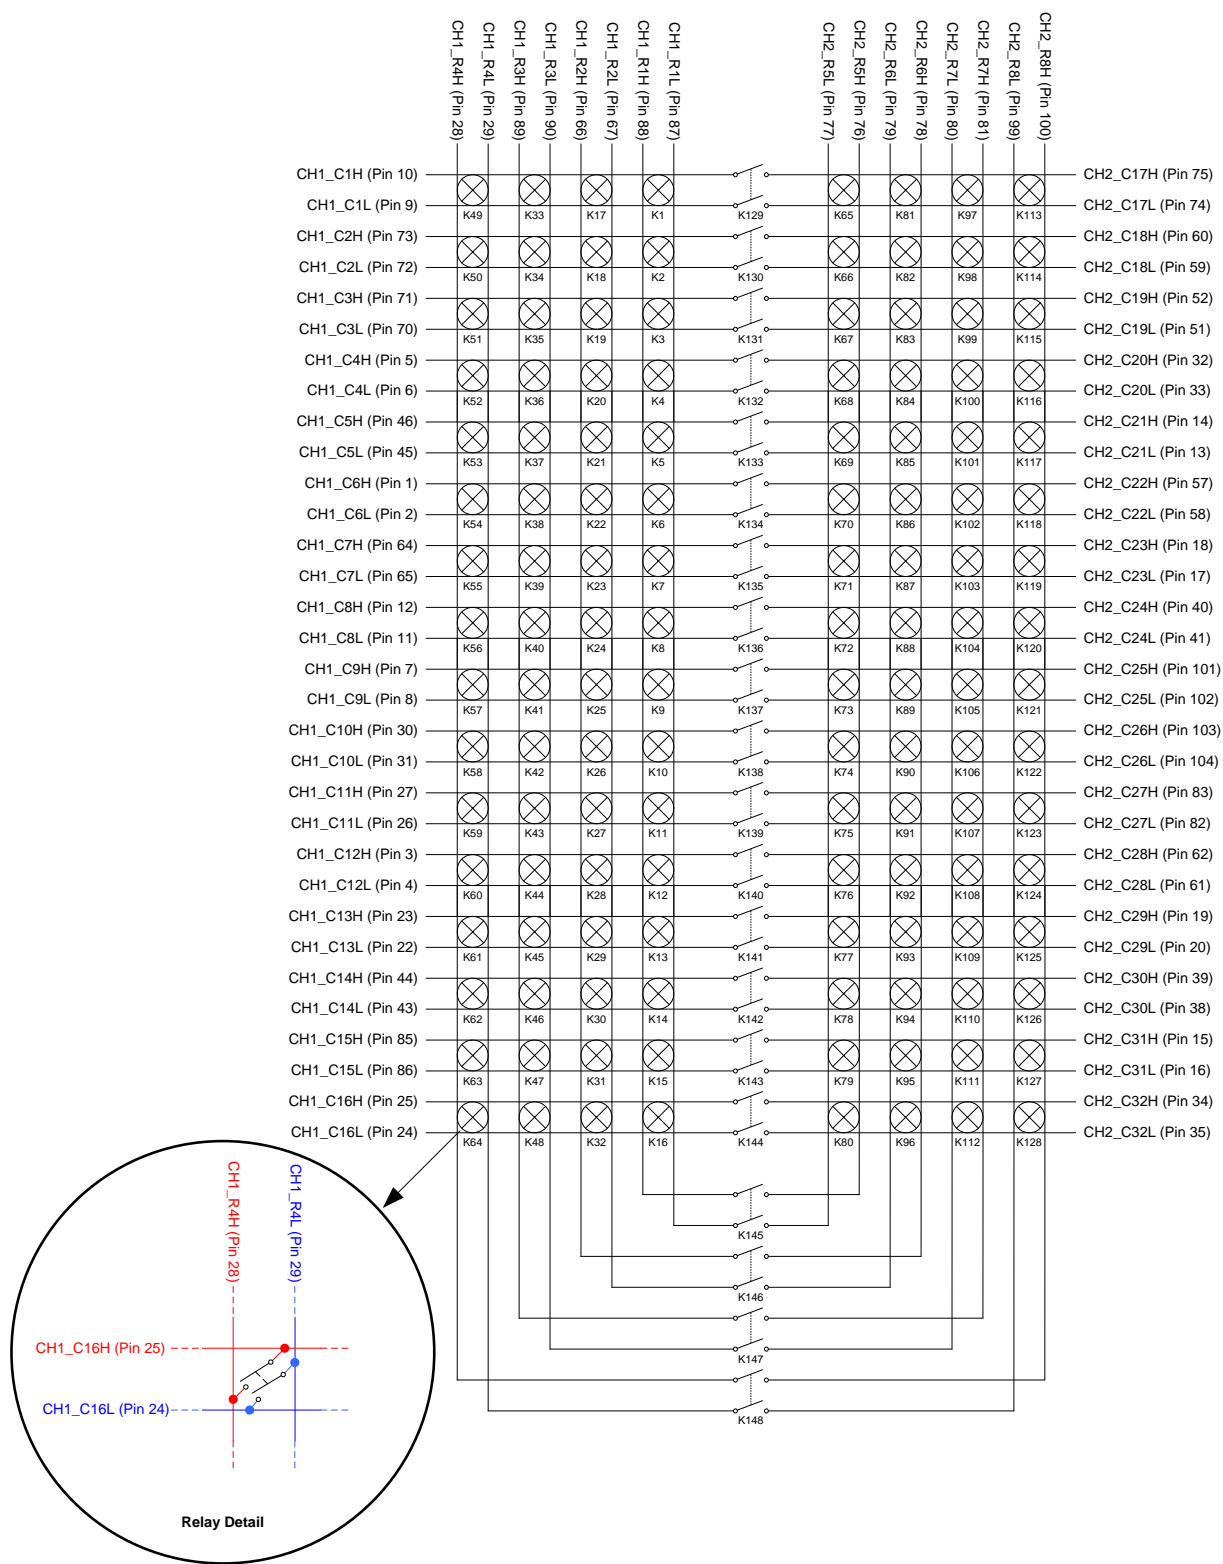 CH1_R4H (Pin 28)
CH1_R4L (Pin 29)
CH1_R3H (Pin 89)
CH1_R3L (Pin 90)
CH1_R2H (Pin 66)
CH1_R2L (Pin 67)
CH1_R1H (Pin 88)
CH1_R1L (Pin 87)
CH2_R5L (Pin 77)
CH2_R5H (Pin 76)
CH2_R6L (Pin 79)
CH2_R6H (Pin 78)
CH2_R7L (Pin 80)
CH2_R7H (Pin 81)
CH2_R8L (Pin 99)
CH2_R8H (Pin 100)
CH1_C1H (Pin 10) CH2_C17H (Pin 75)
CH1_C1L (Pin 9) CH2_C17L (Pin 74)
K49 K33 K17 K1 K129 K65 K81 K97 K113
CH1_C2H (Pin 73) CH2_C18H (Pin 60)
CH1_C2L (Pin 72) CH2_C18L (Pin 59)
K50 K34 K18 K2 K130 K66 K82 K98 K114
CH1_C3H (Pin 71) CH2_C19H (Pin 52)
CH1_C3L (Pin 70) CH2_C19L (Pin 51)
K51 K35 K19 K3 K131 K67 K83 K99 K115
CH1_C4H (Pin 5) CH2_C20H (Pin 32)
CH1_C4L (Pin 6) CH2_C20L (Pin 33)
K52 K36 K20 K4 K132 K68 K84 K100 K116
CH1_C5H (Pin 46) CH2_C21H (Pin 14)
CH1_C5L (Pin 45) CH2_C21L (Pin 13)
K53 K37 K21 K5 K133 K69 K85 K101 K117
CH1_C6H (Pin 1) CH2_C22H (Pin 57)
CH1_C6L (Pin 2) CH2_C22L (Pin 58)
K54 K38 K22 K6 K134 K70 K86 K102 K118
CH1_C7H (Pin 64) CH2_C23H (Pin 18)
CH1_C7L (Pin 65) CH2_C23L (Pin 17)
K55 K39 K23 K7 K135 K71 K87 K103 K119
CH1_C8H (Pin 12) CH2_C24H (Pin 40)
CH1_C8L (Pin 11) CH2_C24L (Pin 41)
K56 K40 K24 K8 K136 K72 K88 K104 K120
CH1_C9H (Pin 7) CH2_C25H (Pin 101)
CH1_C9L (Pin 8) CH2_C25L (Pin 102)
K57 K41 K25 K9 K137 K73 K89 K105 K121
CH1_C10H (Pin 30) CH2_C26H (Pin 103)
CH1_C10L (Pin 31) CH2_C26L (Pin 104)
K58 K42 K26 K10 K138 K74 K90 K106 K122
CH1_C11H (Pin 27) CH2_C27H (Pin 83)
CH1_C11L (Pin 26) CH2_C27L (Pin 82)
K59 K43 K27 K11 K139 K75 K91 K107 K123
CH1_C12H (Pin 3) CH2_C28H (Pin 62)
CH1_C12L (Pin 4) CH2_C28L (Pin 61)
K60 K44 K28 K12 K140 K76 K92 K108 K124
CH1_C13H (Pin 23) CH2_C29H (Pin 19)
CH1_C13L (Pin 22) CH2_C29L (Pin 20)
K61 K45 K29 K13 K141 K77 K93 K109 K125
CH1_C14H (Pin 44) CH2_C30H (Pin 39)
CH1_C14L (Pin 43) CH2_C30L (Pin 38)
K62 K46 K30 K14 K142 K78 K94 K110 K126
CH1_C15H (Pin 85) CH2_C31H (Pin 15)
CH1_C15L (Pin 86) CH2_C31L (Pin 16)
K63 K47 K31 K15 K143 K79 K95 K111 K127
CH1_C16H (Pin 25) CH2_C32H (Pin 34)
CH1_C16L (Pin 24) CH2_C32L (Pin 35)
K64 K48 K32 K16 K144 K80 K96 K112 K128
K145
K146
K147
K148
CH1_R4H (Pin 28)
CH1_R4L (Pin 29)
CH1_C16H (Pin 25)
CH1_C16L (Pin 24)
Relay Detail